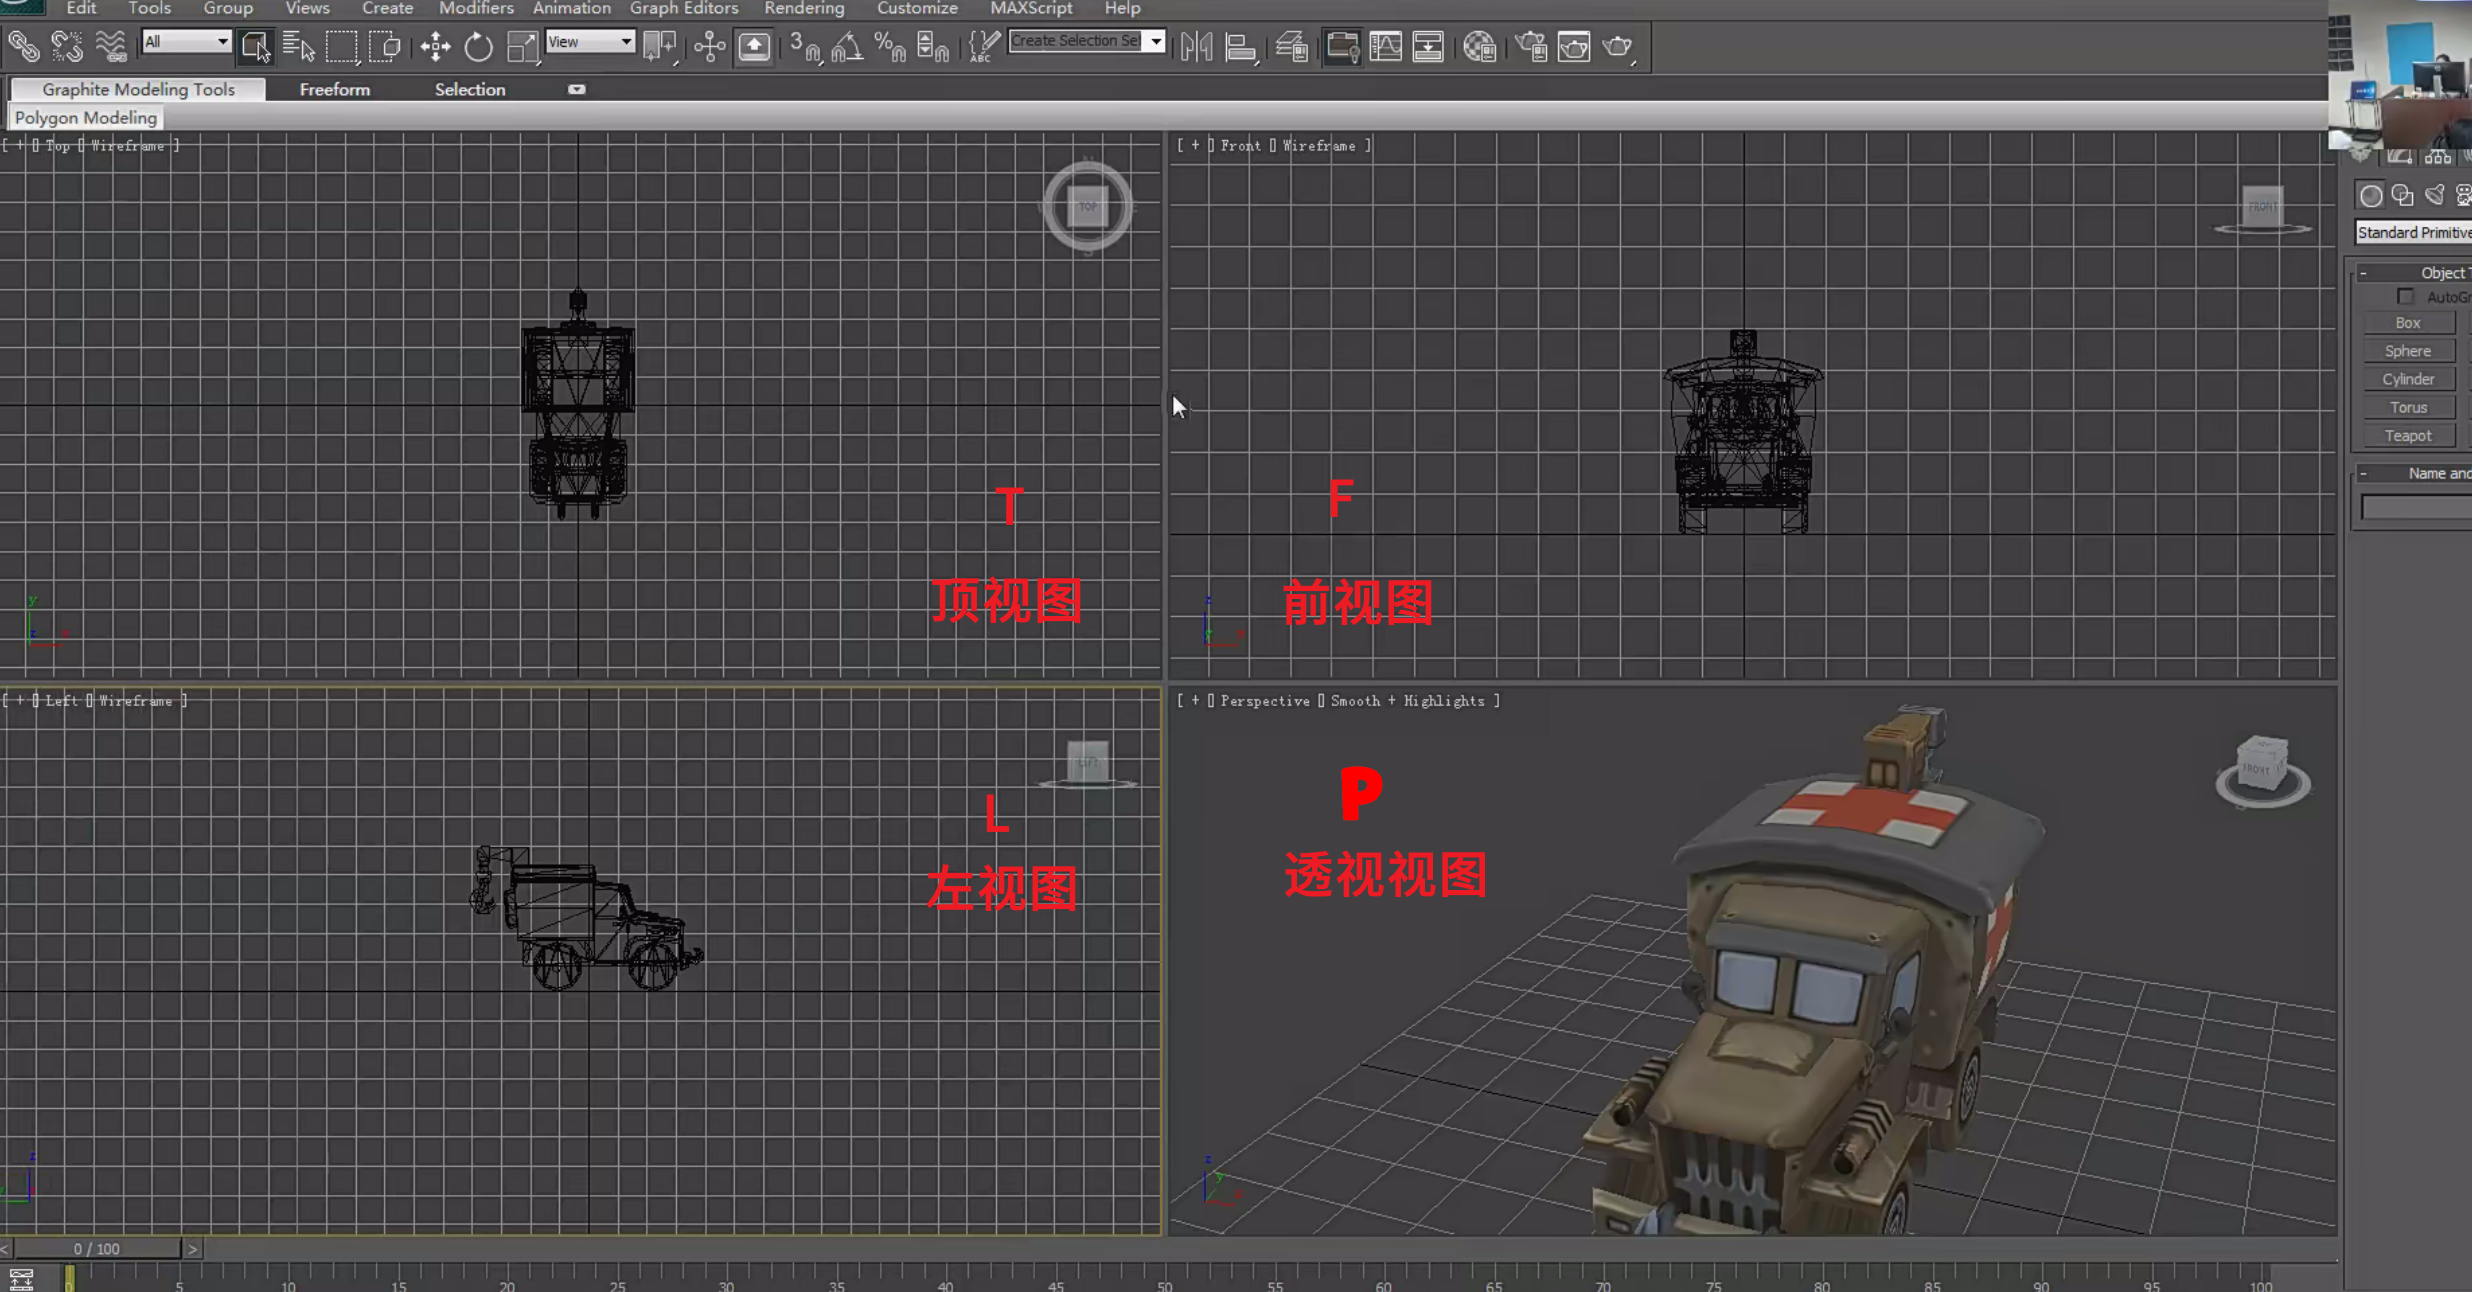 Edit Tools Group Views Create Modifiers Animation Graph Editors Rendering Customize MAXScript Help
All
View
3
%
ABC
Create Selection Se
Graphite Modeling Tools Freeform Selection
Polygon Modeling
[ + [] Top [] Wireframe ]
TOP
N
S
T
顶视图
y
z
x
[ + [] Front [] Wireframe ]
FRONT
F
前视图
z
[ + [] Left [] Wireframe ]
LEFT
L
左视图
z
[ + [] Perspective [] Smooth + Highlights ]
FRONT
P
透视视图
z
y
Standard Primitive
- Object T
AutoGr
Box
Sphere
Cylinder
Torus
Teapot
- Name and
< 0 / 100 >
0 5 10 15 20 25 30 35 40 45 50 55 60 65 70 75 80 85 90 95 100